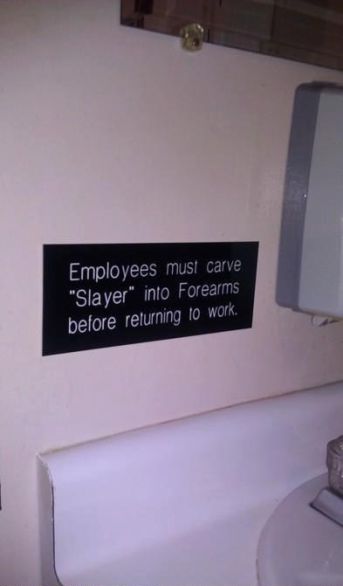 Employees must carve
"Slayer" into Forearms
before returning to work.